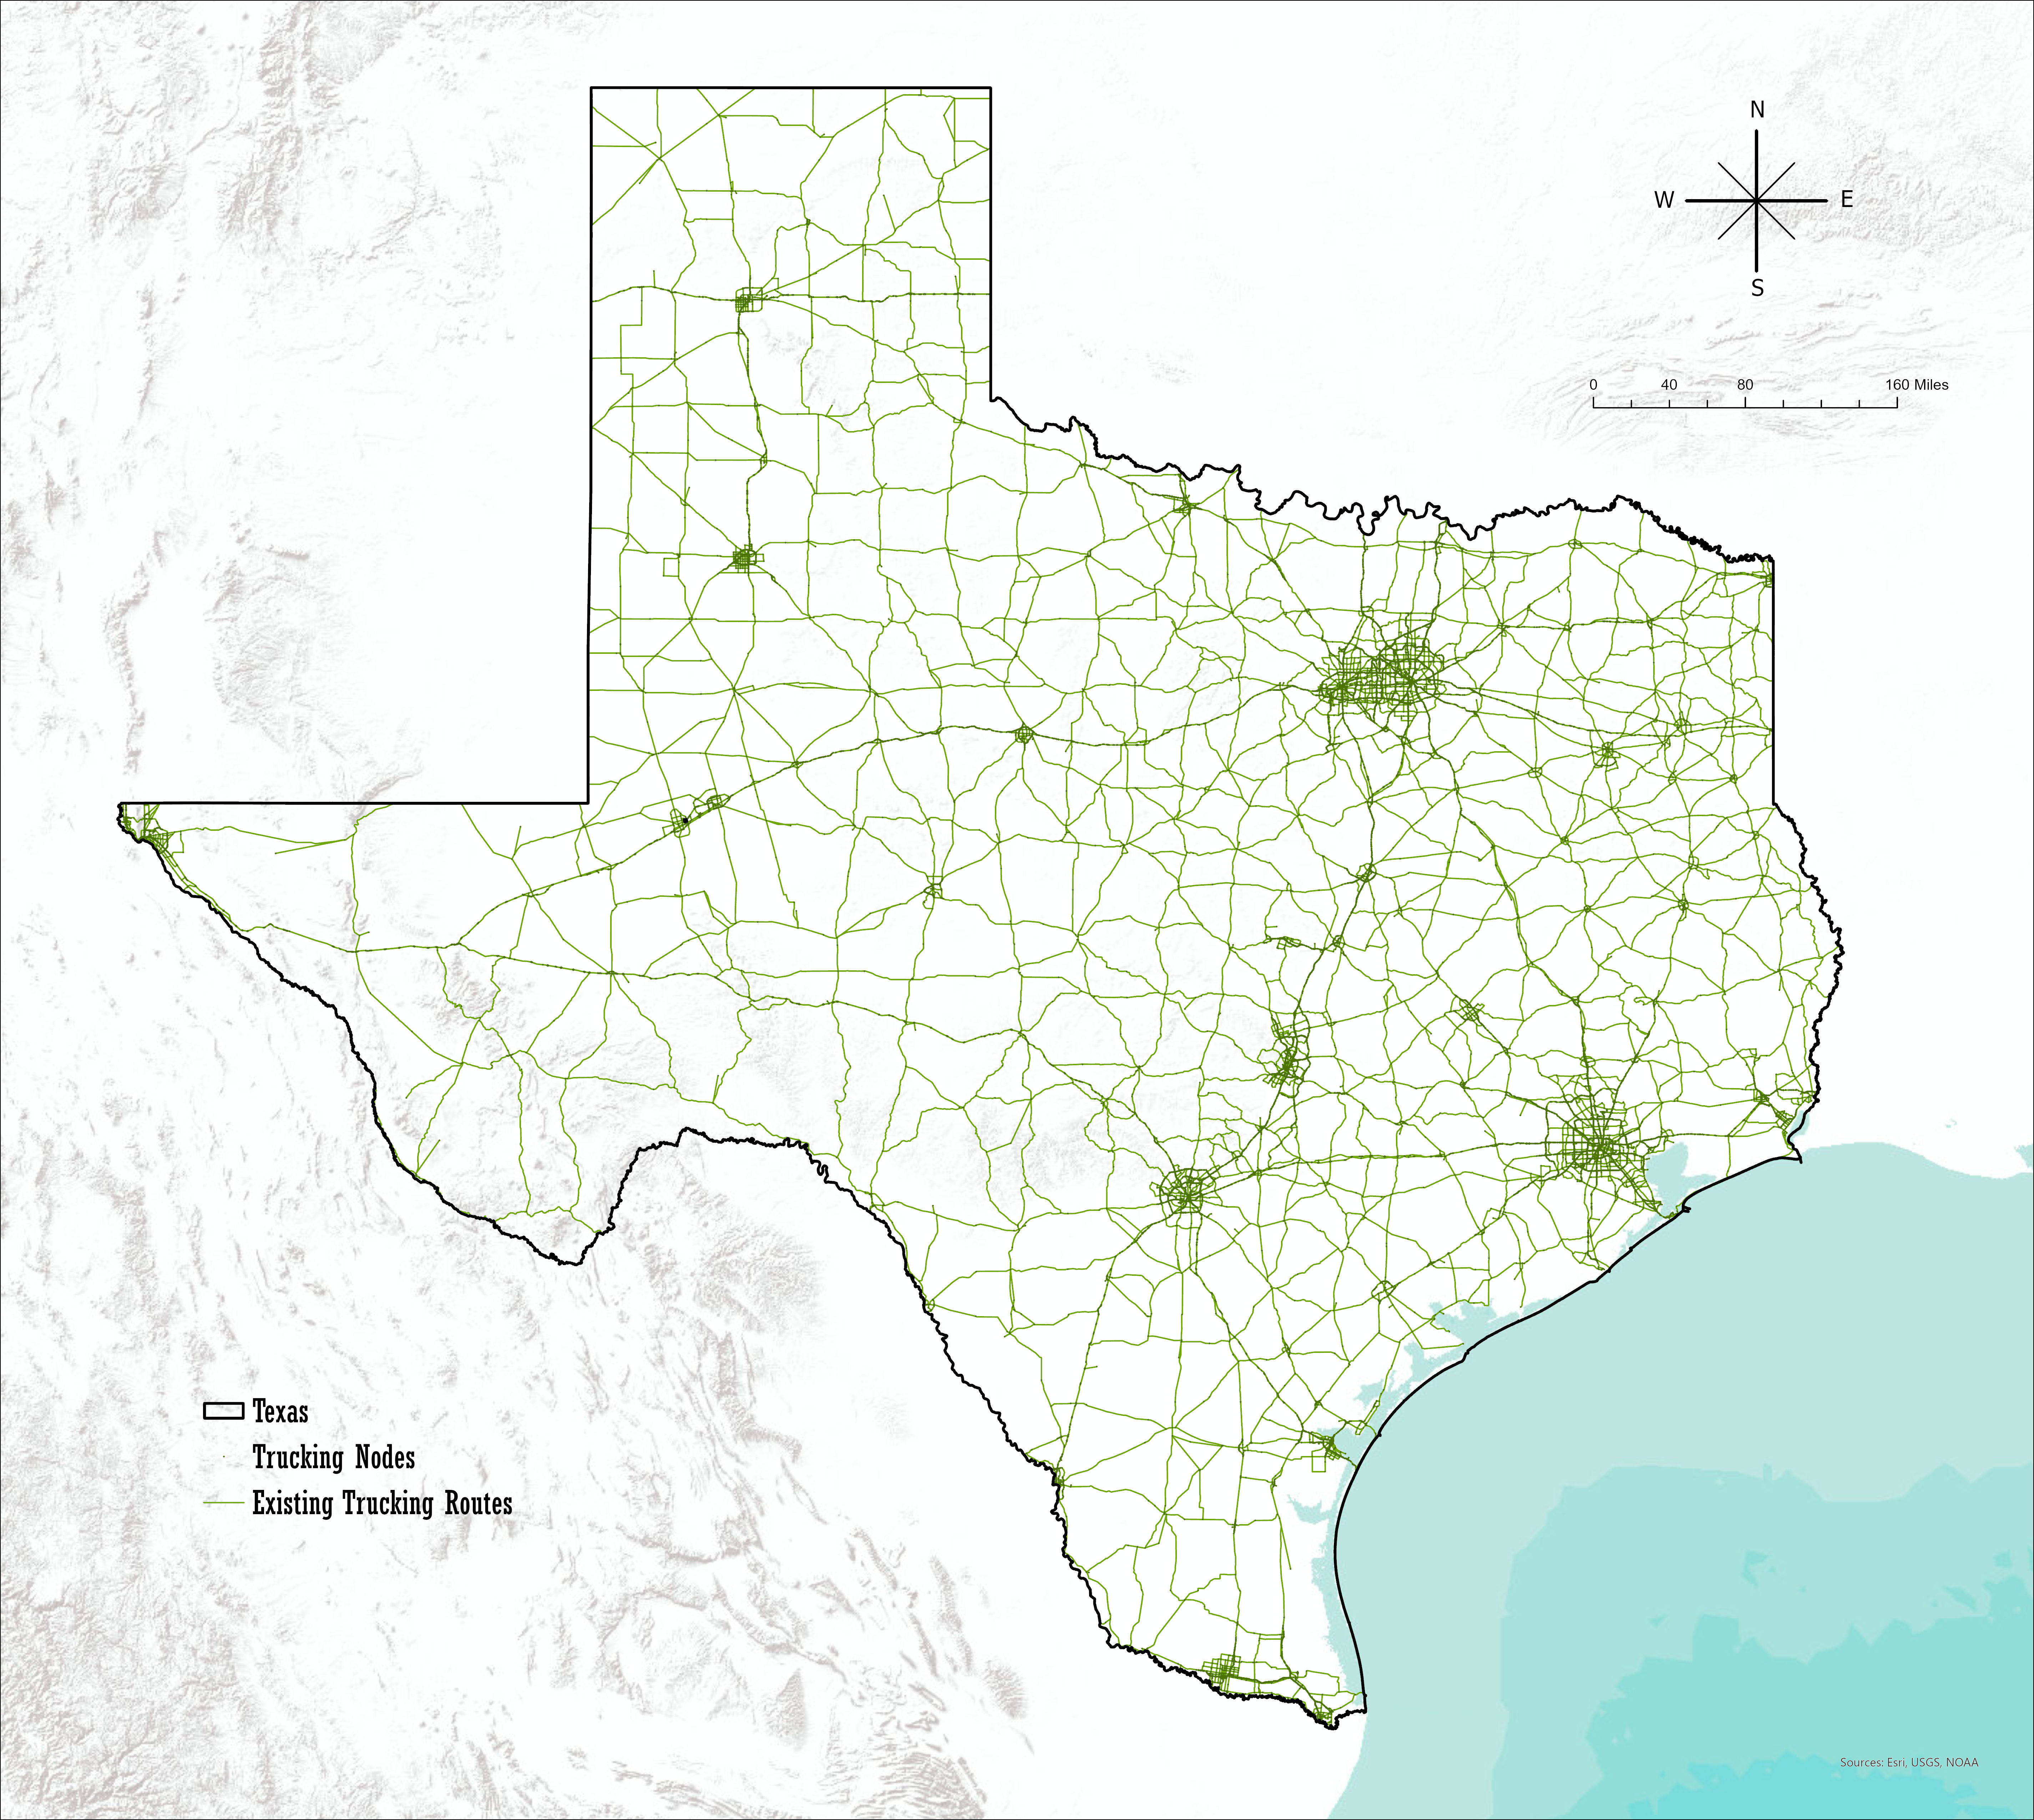 N
W E
S
0 40 80 160 Miles
Texas
Trucking Nodes
Existing Trucking Routes
Sources: Esri, USGS, NOAA